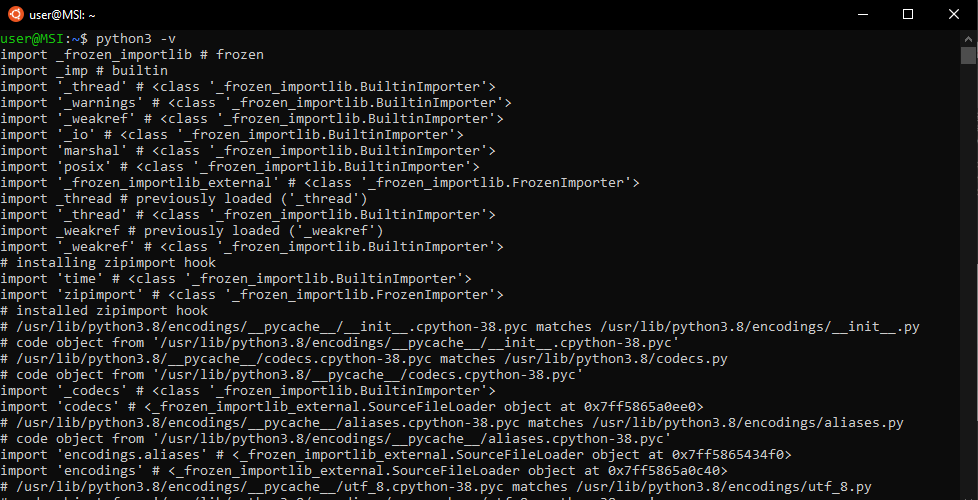 user@MSI: ~
user@MSI:~$ python3 -v
import _frozen_importlib # frozen
import _imp # builtin
import '_thread' # <class '_frozen_importlib.BuiltinImporter'>
import '_warnings' # <class '_frozen_importlib.BuiltinImporter'>
import '_weakref' # <class '_frozen_importlib.BuiltinImporter'>
import '_io' # <class '_frozen_importlib.BuiltinImporter'>
import 'marshal' # <class '_frozen_importlib.BuiltinImporter'>
import 'posix' # <class '_frozen_importlib.BuiltinImporter'>
import '_frozen_importlib_external' # <class '_frozen_importlib.FrozenImporter'>
import _thread # previously loaded ('_thread')
import '_thread' # <class '_frozen_importlib.BuiltinImporter'>
import _weakref # previously loaded ('_weakref')
import '_weakref' # <class '_frozen_importlib.BuiltinImporter'>
# installing zipimport hook
import 'time' # <class '_frozen_importlib.BuiltinImporter'>
import 'zipimport' # <class '_frozen_importlib.FrozenImporter'>
# installed zipimport hook
# /usr/lib/python3.8/encodings/__pycache__/__init__.cpython-38.pyc matches /usr/lib/python3.8/encodings/__init__.py
# code object from '/usr/lib/python3.8/encodings/__pycache__/__init__.cpython-38.pyc'
# /usr/lib/python3.8/__pycache__/codecs.cpython-38.pyc matches /usr/lib/python3.8/codecs.py
# code object from '/usr/lib/python3.8/__pycache__/codecs.cpython-38.pyc'
import '_codecs' # <class '_frozen_importlib.BuiltinImporter'>
import 'codecs' # <_frozen_importlib_external.SourceFileLoader object at 0x7ff5865a0ee0>
# /usr/lib/python3.8/encodings/__pycache__/aliases.cpython-38.pyc matches /usr/lib/python3.8/encodings/aliases.py
# code object from '/usr/lib/python3.8/encodings/__pycache__/aliases.cpython-38.pyc'
import 'encodings.aliases' # <_frozen_importlib_external.SourceFileLoader object at 0x7ff5865434f0>
import 'encodings' # <_frozen_importlib_external.SourceFileLoader object at 0x7ff5865a0c40>
# /usr/lib/python3.8/encodings/__pycache__/utf_8.cpython-38.pyc matches /usr/lib/python3.8/encodings/utf_8.py